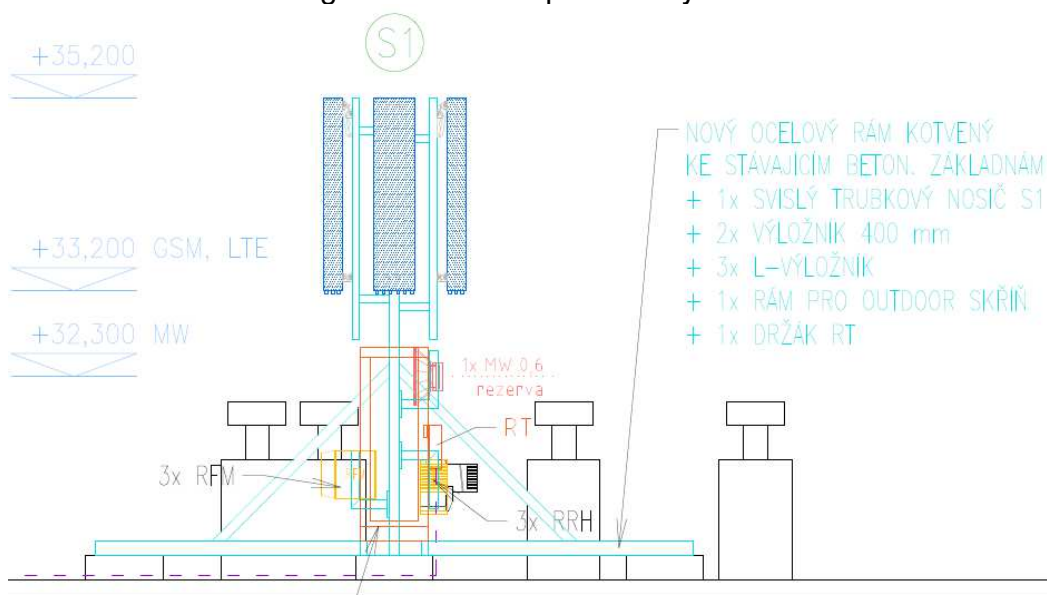 S1
+35,200
NOVÝ OCELOVÝ RÁM KOTVENÝ
KE STÁVAJÍCÍM BETON. ZÁKLADNÁM
+ 1x SVISLÝ TRUBKOVÝ NOSIČ S1
+ 2x VÝLOŽNÍK 400 mm
+ 3x L-VÝLOŽNÍK
+ 1x RÁM PRO OUTDOOR SKŘÍŇ
+ 1x DRŽÁK RT
+33,200 GSM, LTE
+32,300 MW
1x MW 0,6
rezerva
RT
3x RFM
3x RRH